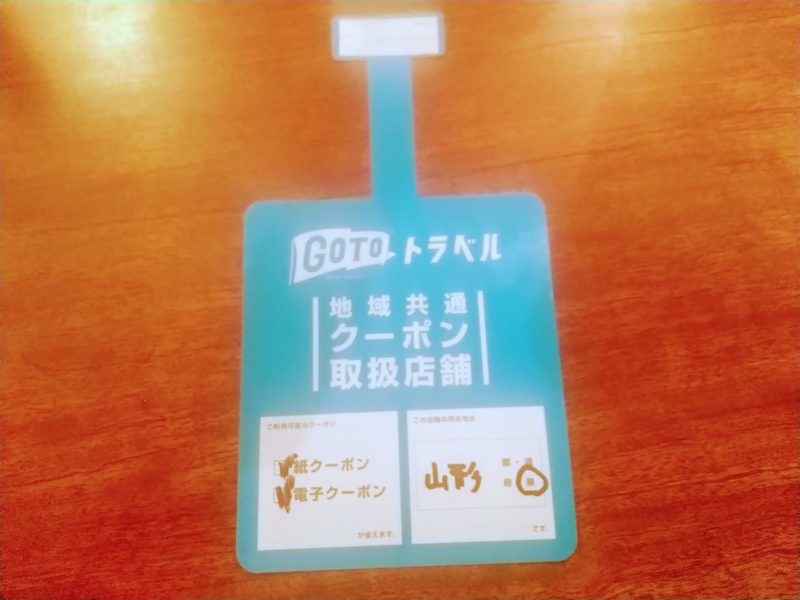 GOTO トラベル
地域共通
クーポン
取扱店舗
ご利用可能なクーポン
紙クーポン
電子クーポン
が使えます。
この店舗の所在地は
山形 都・道
府 県
です。